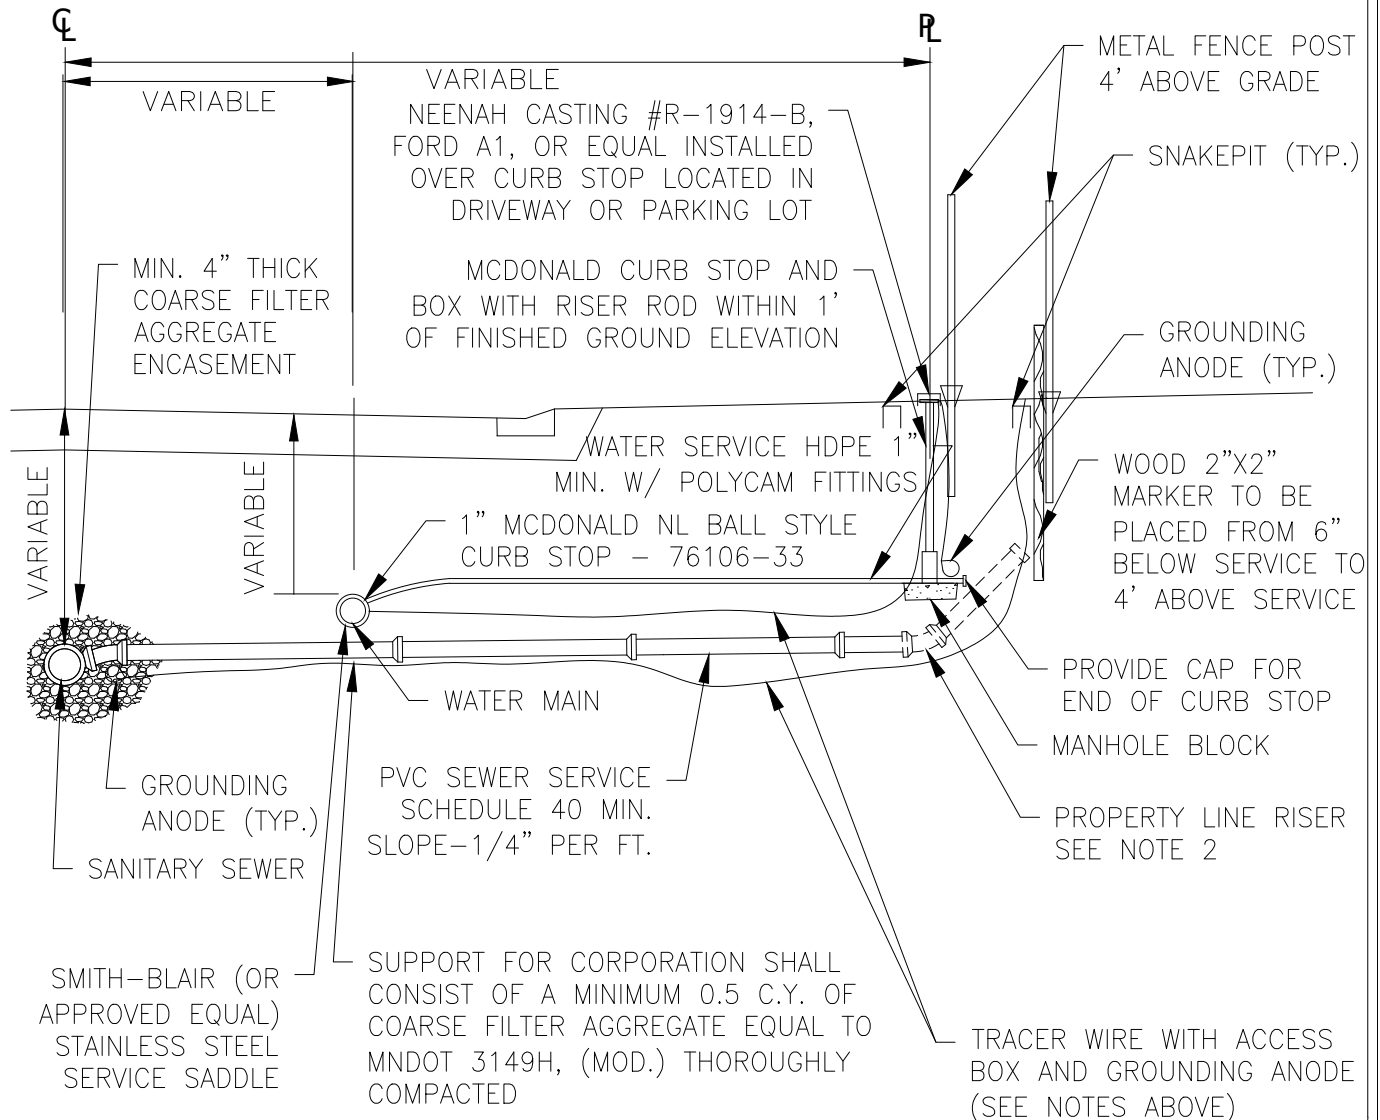 CL
PL
VARIABLE
VARIABLE
METAL FENCE POST
4' ABOVE GRADE
NEENAH CASTING #R-1914-B,
FORD A1, OR EQUAL INSTALLED
OVER CURB STOP LOCATED IN
DRIVEWAY OR PARKING LOT
SNAKEPIT (TYP.)
MIN. 4" THICK
COARSE FILTER
AGGREGATE
ENCASEMENT
MCDONALD CURB STOP AND
BOX WITH RISER ROD WITHIN 1'
OF FINISHED GROUND ELEVATION
GROUNDING
ANODE (TYP.)
VARIABLE
VARIABLE
WATER SERVICE HDPE 1"
MIN. W/ POLYCAM FITTINGS
WOOD 2"X2"
MARKER TO BE
PLACED FROM 6"
BELOW SERVICE TO
4' ABOVE SERVICE
1" MCDONALD NL BALL STYLE
CURB STOP - 76106-33
WATER MAIN
PROVIDE CAP FOR
END OF CURB STOP
MANHOLE BLOCK
GROUNDING
ANODE (TYP.)
PVC SEWER SERVICE
SCHEDULE 40 MIN.
SLOPE-1/4" PER FT.
PROPERTY LINE RISER
SEE NOTE 2
SANITARY SEWER
SMITH-BLAIR (OR
APPROVED EQUAL)
STAINLESS STEEL
SERVICE SADDLE
SUPPORT FOR CORPORATION SHALL
CONSIST OF A MINIMUM 0.5 C.Y. OF
COARSE FILTER AGGREGATE EQUAL TO
MNDOT 3149H, (MOD.) THOROUGHLY
COMPACTED
TRACER WIRE WITH ACCESS
BOX AND GROUNDING ANODE
(SEE NOTES ABOVE)